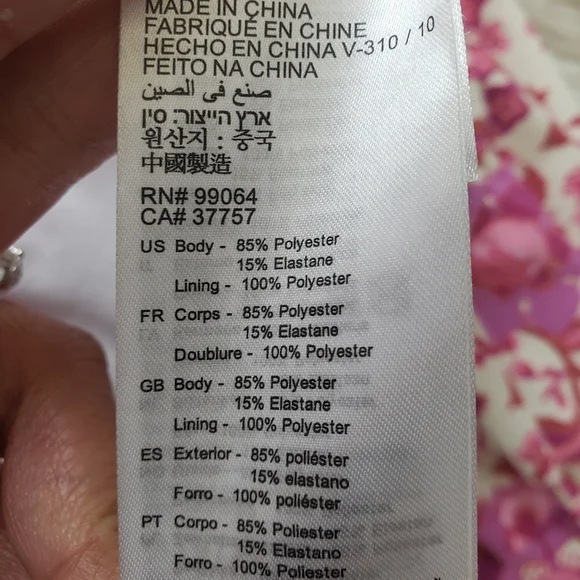 MADE IN CHINA
FABRIQUÉ EN CHINE
HECHO EN CHINA V-310 / 10
FEITO NA CHINA
صنع في الصين
ארץ הייצור: סין
원산지 : 중국
中國製造
RN# 99064
CA# 37757
US Body - 85% Polyester
15% Elastane
Lining - 100% Polyester
FR Corps - 85% Polyester
15% Elastane
Doublure - 100% Polyester
GB Body - 85% Polyester
15% Elastane
Lining - 100% Polyester
ES Exterior - 85% poliéster
15% elastano
Forro - 100% poliéster
PT Corpo - 85% Poliester
15% Elastano
Forro - 100% Poliester